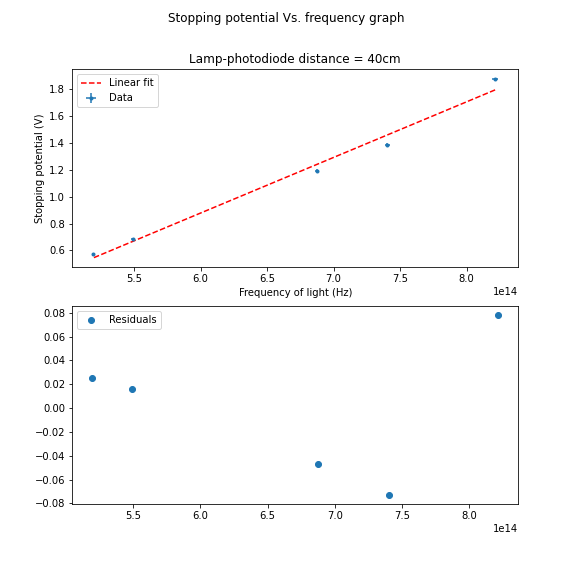 Stopping potential Vs. frequency graph
Lamp-photodiode distance = 40cm
Linear fit
Data
Stopping potential (V)
1.8
1.6
1.4
1.2
1.0
0.8
0.6
5.5 6.0 6.5 7.0 7.5 8.0
1e14
Frequency of light (Hz)
Residuals
0.08
0.06
0.04
0.02
0.00
−0.02
−0.04
−0.06
−0.08
5.5 6.0 6.5 7.0 7.5 8.0
1e14